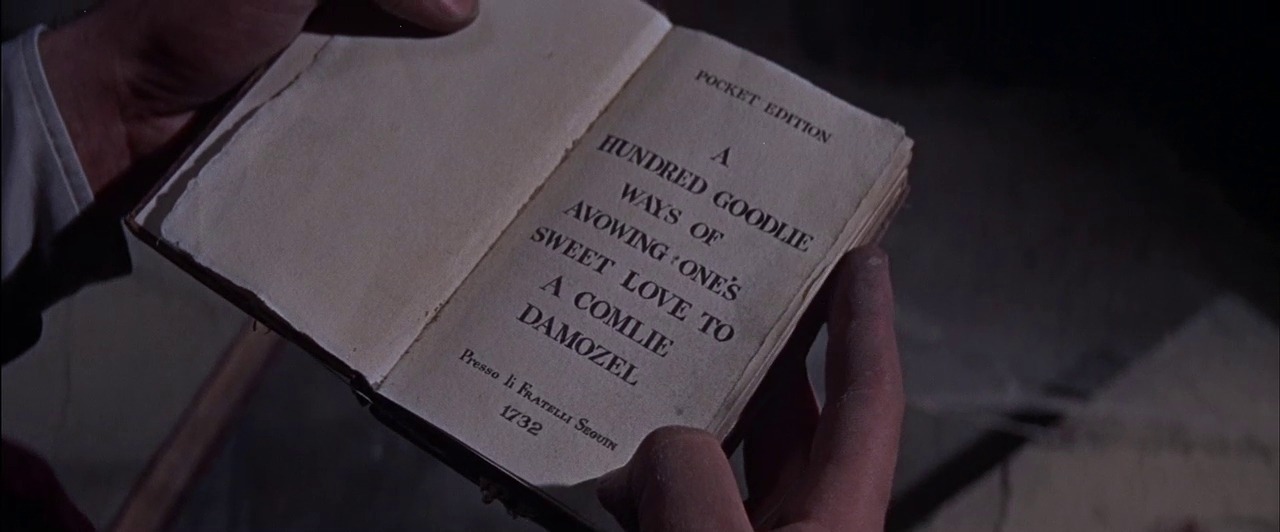 POCKET EDITION
A
HUNDRED GOODLIE
WAYS OF
AVOWING ONE'S
SWEET LOVE TO
A COMLIE
DAMOZEL
Presso li FRATELLI SEGUIN
1732